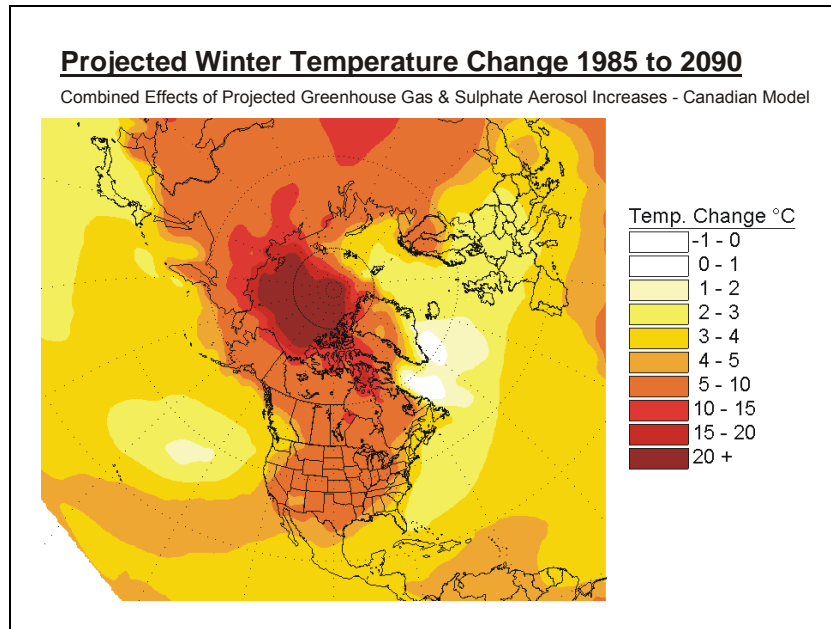 Projected Winter Temperature Change 1985 to 2090
Combined Effects of Projected Greenhouse Gas & Sulphate Aerosol Increases - Canadian Model
Temp. Change °C
-1 - 0
0 - 1
1 - 2
2 - 3
3 - 4
4 - 5
5 - 10
10 - 15
15 - 20
20 +